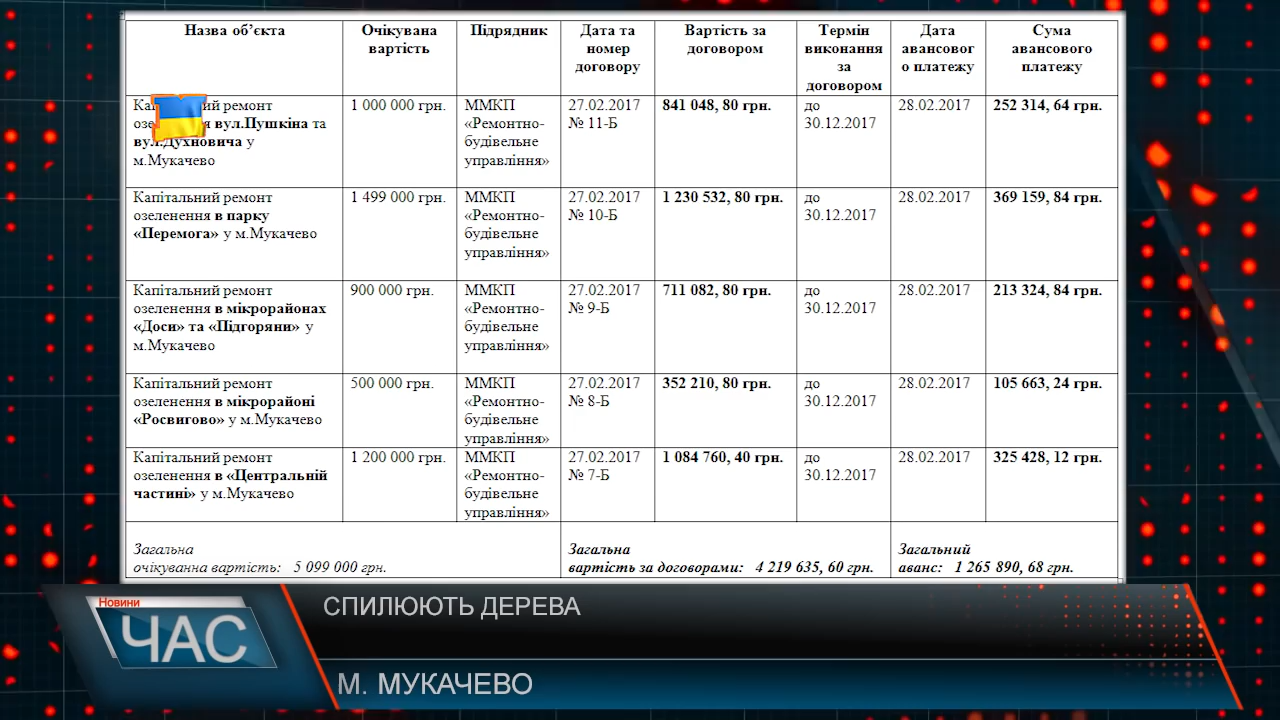 Назва об’єкта
Очікувана
вартість
Підрядник
Дата та
номер
договору
Вартість за
договором
Термін
виконання
за
договором
Дата
авансовог
о платежу
Сума
авансового
платежу
ремонт
вул.Пушкіна та
вул.Духновича у
м.Мукачево
1 000 000 грн.
ММКП
«Ремонтно-
будівельне
управління»
27.02.2017
№ 11-Б
841 048, 80 грн.
до
30.12.2017
28.02.2017
252 314, 64 грн.
Капітальний ремонт
озеленення в парку
«Перемога» у м.Мукачево
1 499 000 грн.
ММКП
«Ремонтно-
будівельне
управління»
27.02.2017
№ 10-Б
1 230 532, 80 грн.
до
30.12.2017
28.02.2017
369 159, 84 грн.
Капітальний ремонт
озеленення в мікрорайонах
«Доси» та «Підгоряни» у
м.Мукачево
900 000 грн.
ММКП
«Ремонтно-
будівельне
управління»
27.02.2017
№ 9-Б
711 082, 80 грн.
до
30.12.2017
28.02.2017
213 324, 84 грн.
Капітальний ремонт
озеленення в мікрорайоні
«Росвигово» у м.Мукачево
500 000 грн.
ММКП
«Ремонтно-
будівельне
управління»
27.02.2017
№ 8-Б
352 210, 80 грн.
до
30.12.2017
28.02.2017
105 663, 24 грн.
Капітальний ремонт
озеленення в «Центральній
частині» у м.Мукачево
1 200 000 грн.
ММКП
«Ремонтно-
будівельне
управління»
27.02.2017
№ 7-Б
1 084 760, 40 грн.
до
30.12.2017
28.02.2017
325 428, 12 грн.
Загальна
очікуванна вартість: 5 099 000 грн.
Загальна
вартість за договорами: 4 219 635, 60 грн.
Загальний
аванс: 1 265 890, 68 грн.
Новини
ЧАС
СПИЛЮЮТЬ ДЕРЕВА
М. МУКАЧЕВО